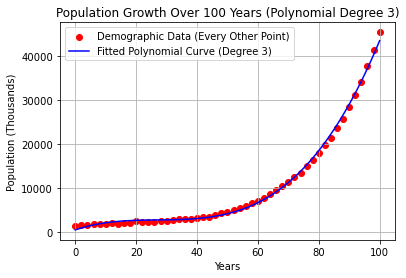 Population Growth Over 100 Years (Polynomial Degree 3)
Demographic Data (Every Other Point)
Fitted Polynomial Curve (Degree 3)
Population (Thousands)
40000
30000
20000
10000
0
0 20 40 60 80 100
Years